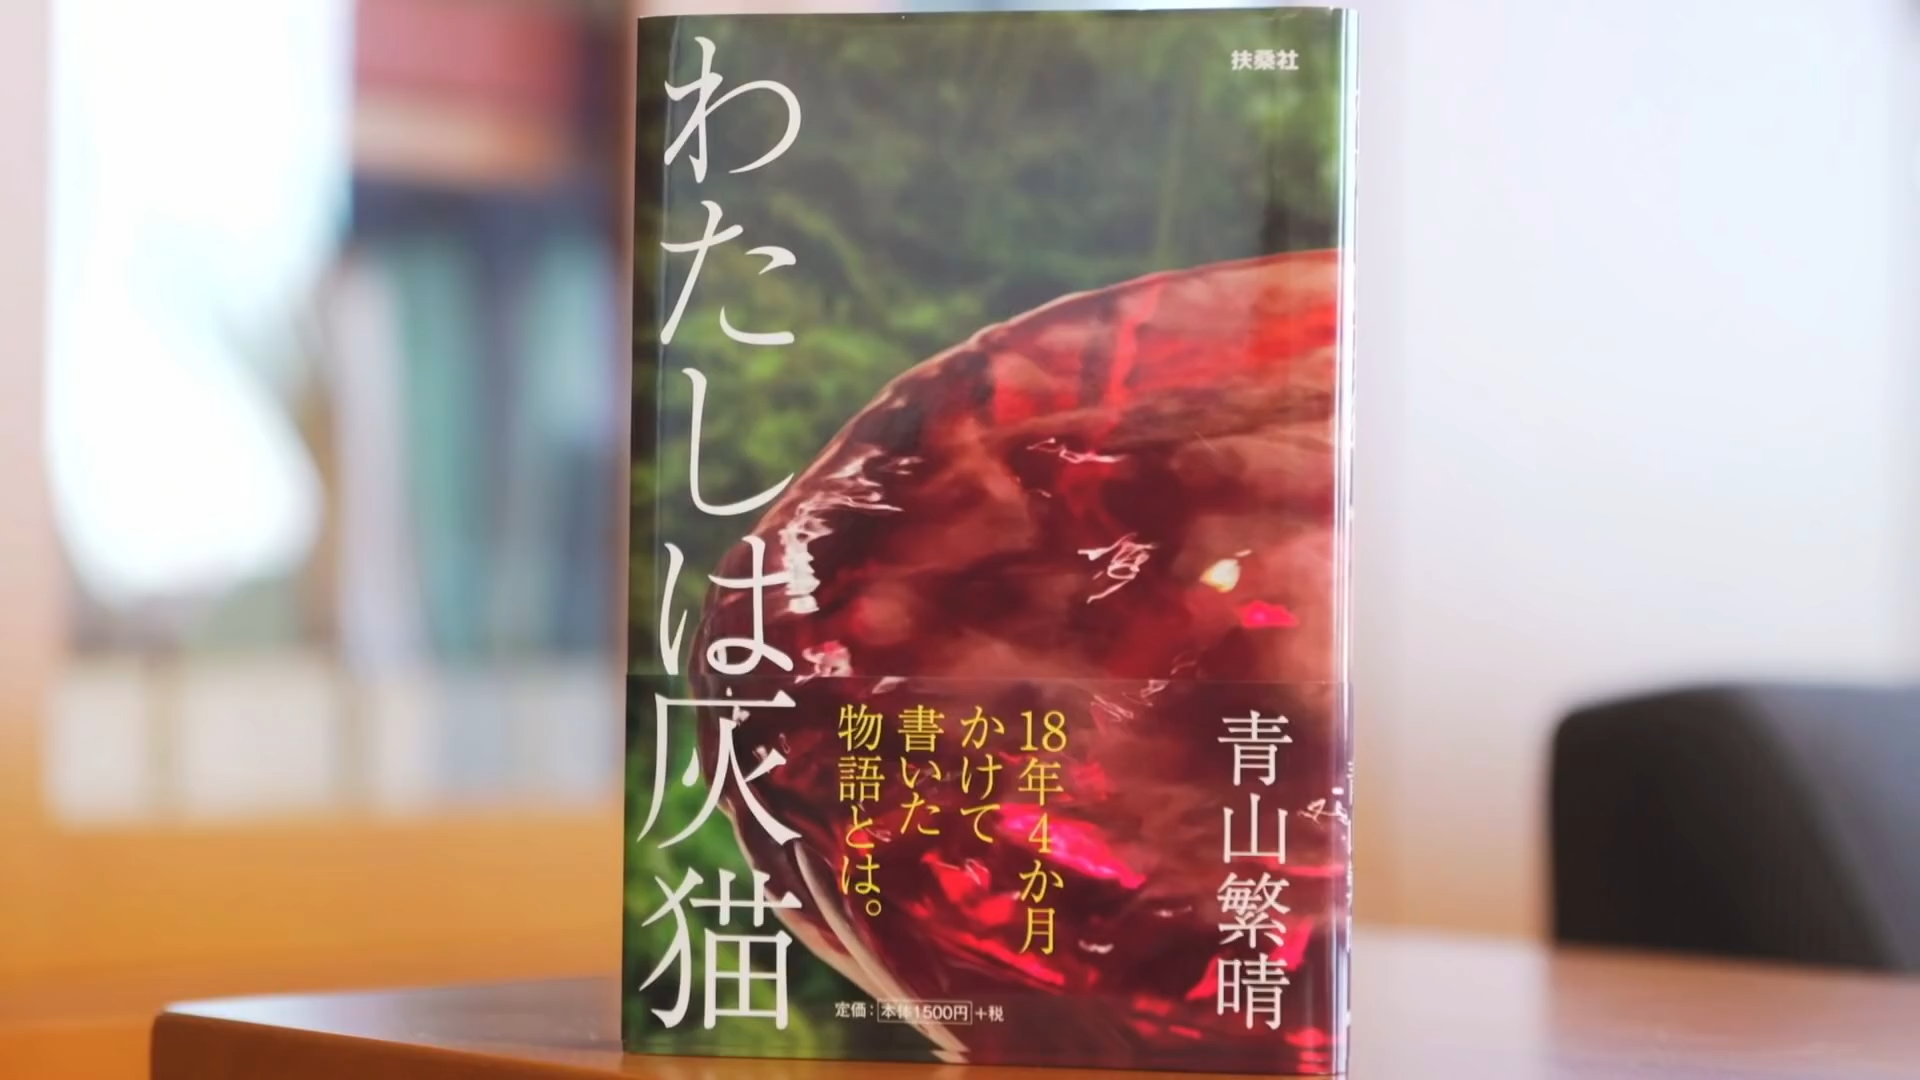 わたしは灰猫
扶桑社
青山繁晴
18年4か月
かけて
書いた
物語とは。
定価：本体1500円＋税